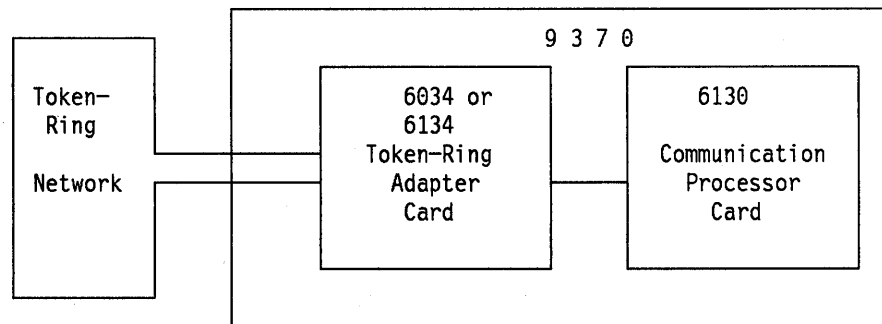 9 3 7 0
Token-
Ring
Network
6034 or
6134
Token-Ring
Adapter
Card
6130
Communication
Processor
Card